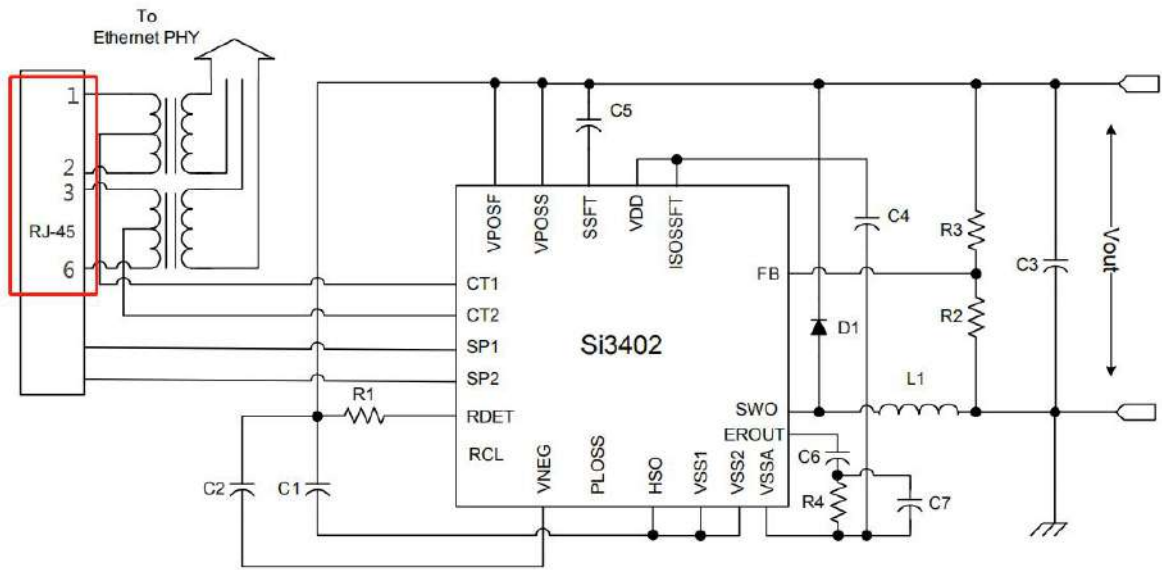 To
Ethernet PHY
1
2
3
RJ-45
6
C5
VPOSF
VPOSS
SSFT
VDD
ISOSSFT
C4
R3
C3
Vout
FB
R2
CT1
CT2
SP1
SP2
Si3402
D1
L1
R1
RDET
SWO
EROUT
RCL
VNEG
PLOSS
HSO
VSS1
VSS2
VSSA
C6
R4
C7
C2
C1